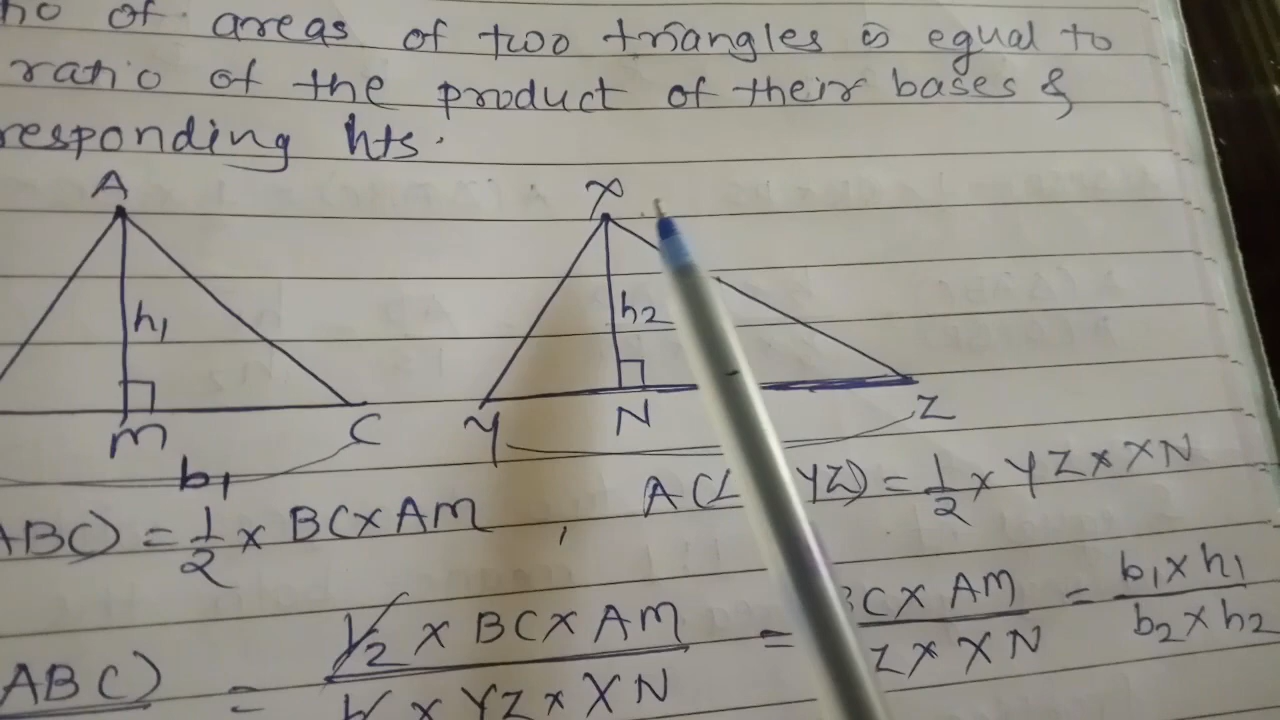 of areas of two triangles is equal to
ratio of the product of their bases &
responding hts.
A X
h1 h2
M C Y N Z
b1
ABC) = 1/2 × BC × AM , A( YZ) = 1/2 × YZ × XN
ABC) = 1/2 × BC × AM = C × AM = b1 × h1
× YZ × XN Z × XN b2 × h2